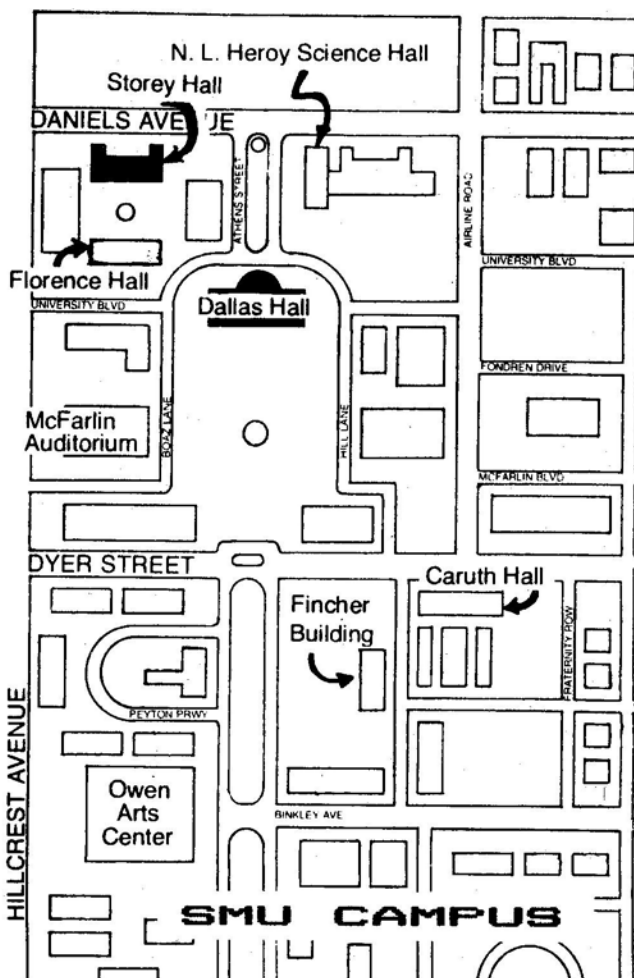 N. L. Heroy Science Hall
Storey Hall
DANIELS AVENUE
ATHENS STREET
AIRLINE ROAD
Florence Hall
UNIVERSITY BLVD
UNIVERSITY BLVD
Dallas Hall
FONDREN DRIVE
McFarlin
Auditorium
BOAZ LANE
HILL LANE
MCFARLIN BLVD
DYER STREET
Caruth Hall
Fincher
Building
FRATERNITY ROW
PEYTON PRWY
HILLCREST AVENUE
Owen
Arts
Center
BINKLEY AVE
SMU CAMPUS